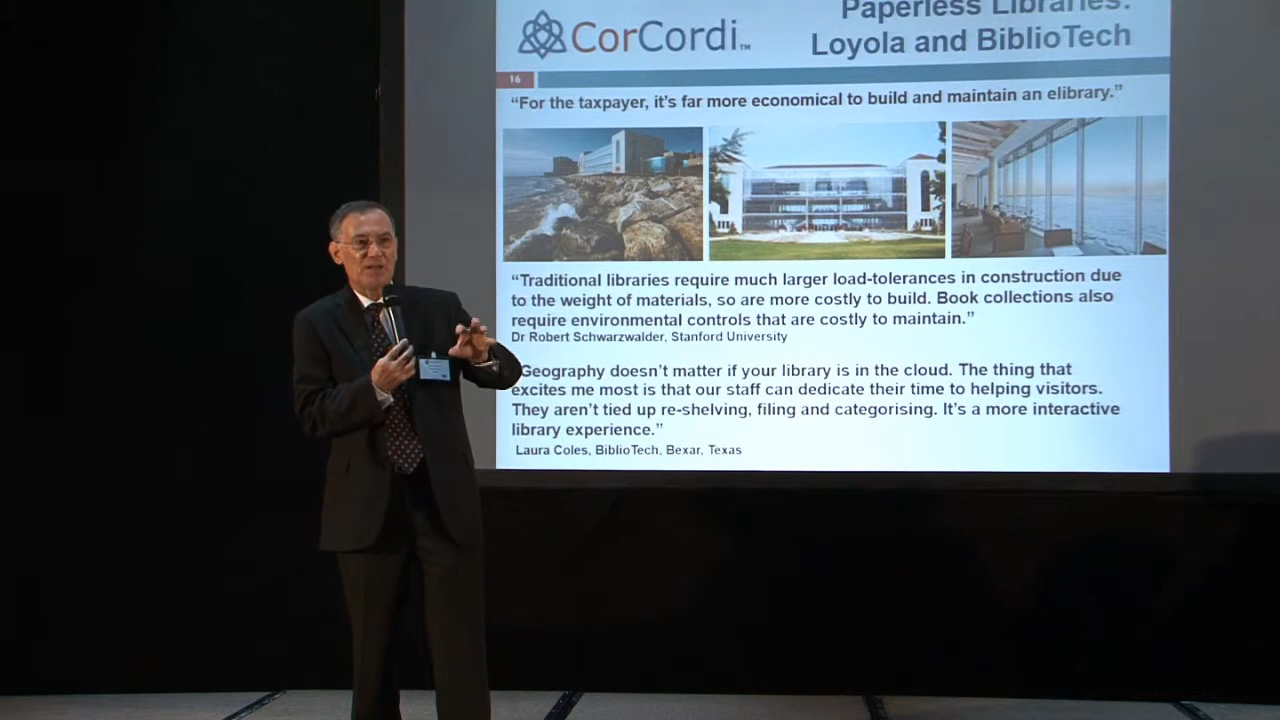 CorCordi™
Paperless Libraries:
Loyola and BiblioTech
16
“For the taxpayer, it’s far more economical to build and maintain an elibrary.”
“Traditional libraries require much larger load-tolerances in construction due
to the weight of materials, so are more costly to build. Book collections also
require environmental controls that are costly to maintain.”
Dr Robert Schwarzwalder, Stanford University
Geography doesn’t matter if your library is in the cloud. The thing that
excites me most is that our staff can dedicate their time to helping visitors.
They aren’t tied up re-shelving, filing and categorising. It’s a more interactive
library experience.”
Laura Coles, BiblioTech, Bexar, Texas